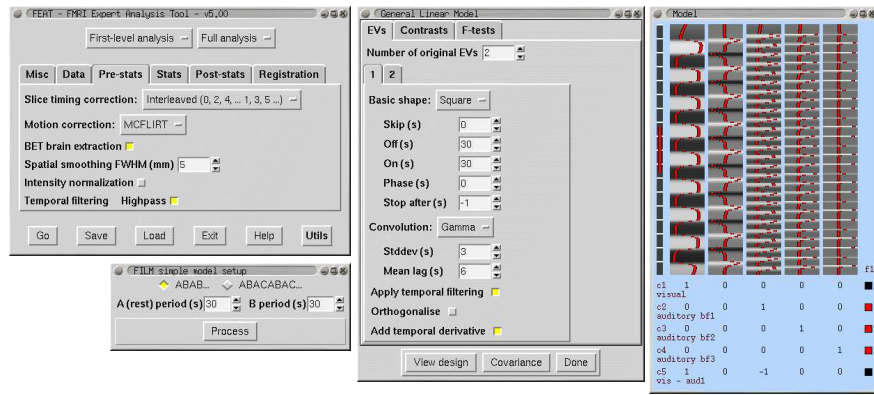 FEAT - FMRI Expert Analysis Tool - v5.00
First-level analysis Full analysis
Misc Data Pre-stats Stats Post-stats Registration
Slice timing correction: Interleaved (0, 2, 4, ... 1, 3, 5 ...)
Motion correction: MCFLIRT
BET brain extraction
Spatial smoothing FWHM (mm) 5
Intensity normalization
Temporal filtering Highpass
Go Save Load Exit Help Utils
FILM simple model setup
ABAB... ABACABAC...
A (rest) period (s) 30 B period (s) 30
Process
General Linear Model
EVs Contrasts F-tests
Number of original EVs 2
1 2
Basic shape: Square
Skip (s) 0
Off (s) 30
On (s) 30
Phase (s) 0
Stop after (s) -1
Convolution: Gamma
Stddev (s) 3
Mean lag (s) 6
Apply temporal filtering
Orthogonalise
Add temporal derivative
View design Covariance Done
Model
f1
c1 1 0 0 0 0
visual
c2 0 0 1 0 0
auditory bf1
c3 0 0 0 1 0
auditory bf2
c4 0 0 0 0 1
auditory bf3
c5 1 0 -1 0 0
vis - aud1